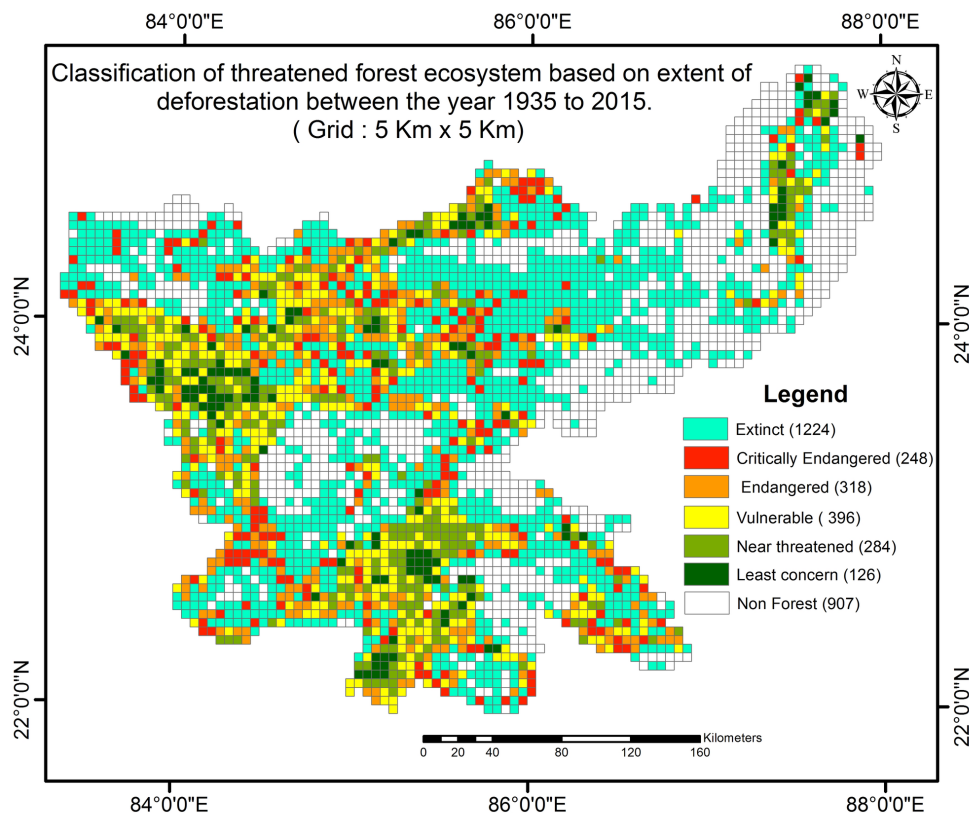 84°0'0"E 86°0'0"E 88°0'0"E
Classification of threatened forest ecosystem based on extent of
deforestation between the year 1935 to 2015.
( Grid : 5 Km x 5 Km)
N
W E
S
24°0'0"N
24°0'0"N
Legend
Extinct (1224)
Critically Endangered (248)
Endangered (318)
Vulnerable ( 396)
Near threatened (284)
Least concern (126)
Non Forest (907)
22°0'0"N
22°0'0"N
Kilometers
0 20 40 80 120 160
84°0'0"E 86°0'0"E 88°0'0"E